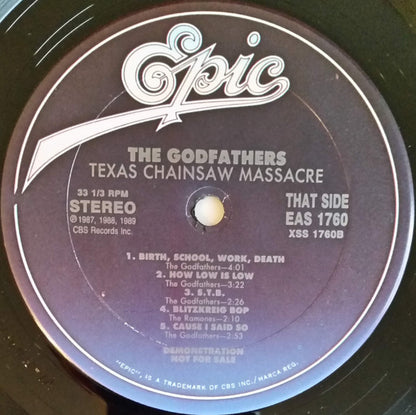 Epic
THE GODFATHERS
TEXAS CHAINSAW MASSACRE
33 1/3 RPM
STEREO
℗1987, 1988, 1989
CBS Records Inc.
THAT SIDE
EAS 1760
XSS 1760B
1. BIRTH, SCHOOL, WORK, DEATH
The Godfathers—4:01
2. HOW LOW IS LOW
The Godfathers—3:22
3. S.T.B.
The Godfathers—2:26
4. BLITZKREIG BOP
The Ramones—2:10
5. CAUSE I SAID SO
The Godfathers—2:53
DEMONSTRATION
NOT FOR SALE
"EPIC", IS A TRADEMARK OF CBS INC./MARCA REG.